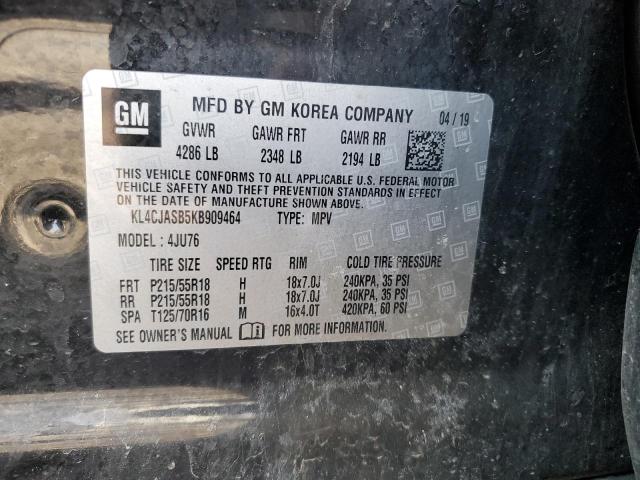 GM
MFD BY GM KOREA COMPANY 04 / 19
GVWR GAWR FRT GAWR RR
4286 LB 2348 LB 2194 LB
THIS VEHICLE CONFORMS TO ALL APPLICABLE U.S. FEDERAL MOTOR
VEHICLE SAFETY AND THEFT PREVENTION STANDARDS IN EFFECT
ON THE DATE OF MANUFACTURE SHOWN ABOVE.
KL4CJASB5KB909464 TYPE: MPV
MODEL : 4JU76
TIRE SIZE SPEED RTG RIM COLD TIRE PRESSURE
FRT P215/55R18 H 18x7.0J 240KPA, 35 PSI
RR P215/55R18 H 18x7.0J 240KPA, 35 PSI
SPA T125/70R16 M 16x4.0T 420KPA, 60 PSI
SEE OWNER'S MANUAL FOR MORE INFORMATION.